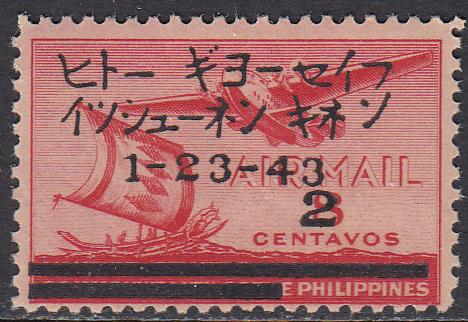 ヒトー ギヨーセイフ
イツシューネン キネン
1-23-43
AIR MAIL
2
CENTAVOS
E PHILIPPINES